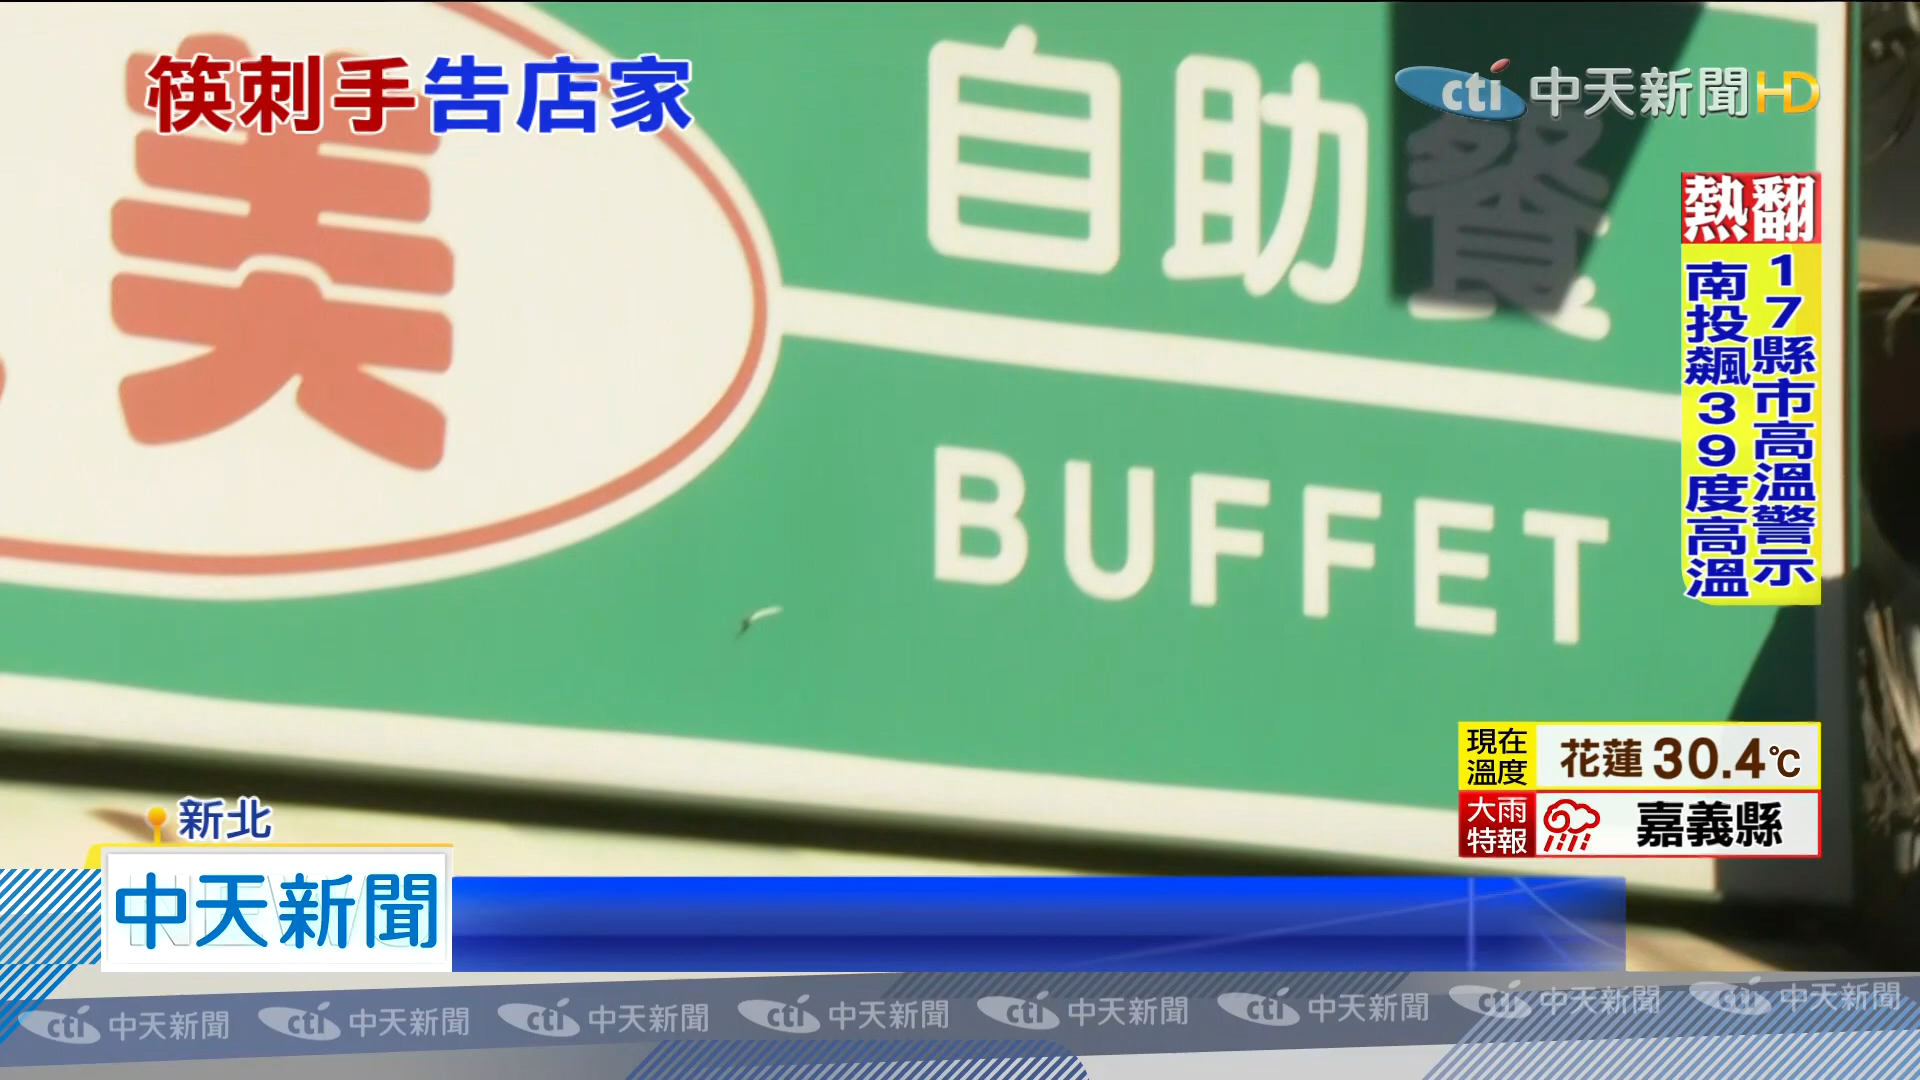 筷刺手告店家
cti 中天新聞HD
美
自助餐
BUFFET
熱翻
17縣市高溫警示
南投飆39度高溫
現在溫度
花蓮30.4℃
大雨特報
嘉義縣
新北
中天新聞
cti 中天新聞 cti 中天新聞 cti 中天新聞 cti 中天新聞 cti 中天新聞 cti 中天新聞 cti 中天新聞 cti 中天新聞